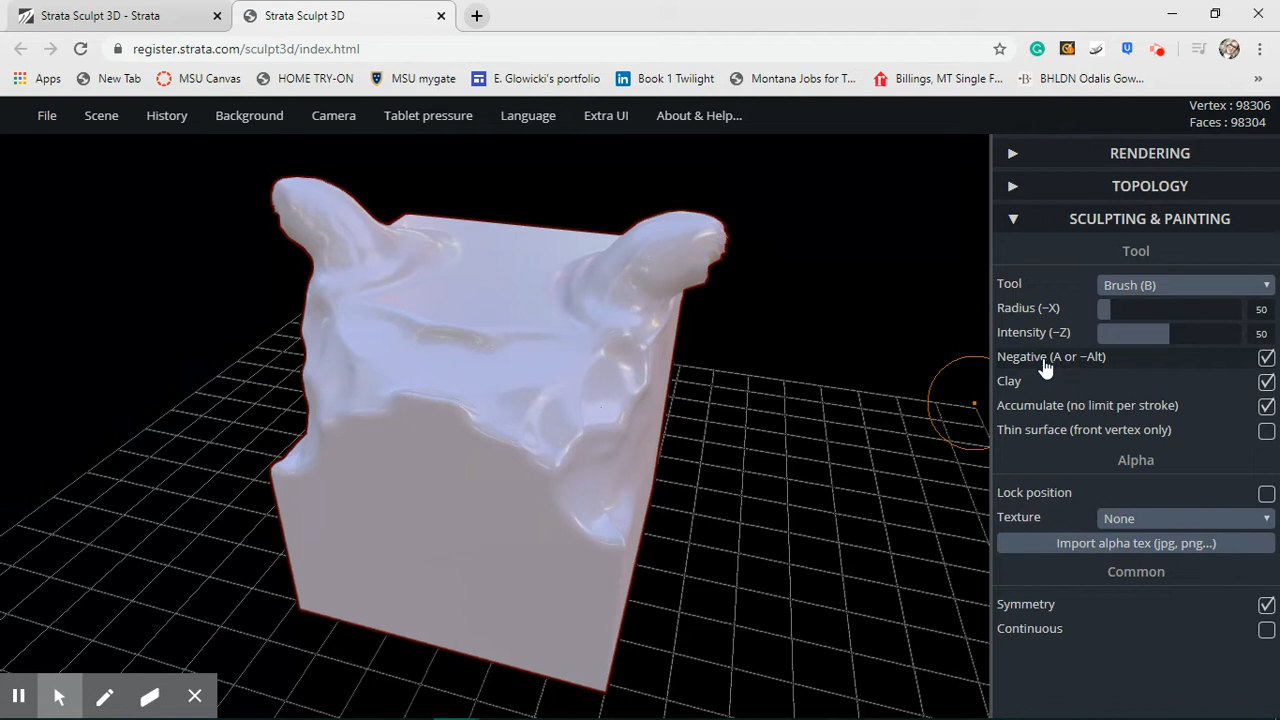 Strata Sculpt 3D - Strata
Strata Sculpt 3D
register.strata.com/sculpt3d/index.html
Apps New Tab MSU Canvas HOME TRY-ON MSU mygate E. Glowicki's portfolio Book 1 Twilight Montana Jobs for T... Billings, MT Single F... BHLDN Odalis Gow...
File Scene History Background Camera Tablet pressure Language Extra UI About & Help...
Vertex : 98306
Faces : 98304
RENDERING
TOPOLOGY
SCULPTING & PAINTING
Tool
Tool Brush (B)
Radius (~X) 50
Intensity (~Z) 50
Negative (A or ~Alt)
Clay
Accumulate (no limit per stroke)
Thin surface (front vertex only)
Alpha
Lock position
Texture None
Import alpha tex (jpg, png...)
Common
Symmetry
Continuous